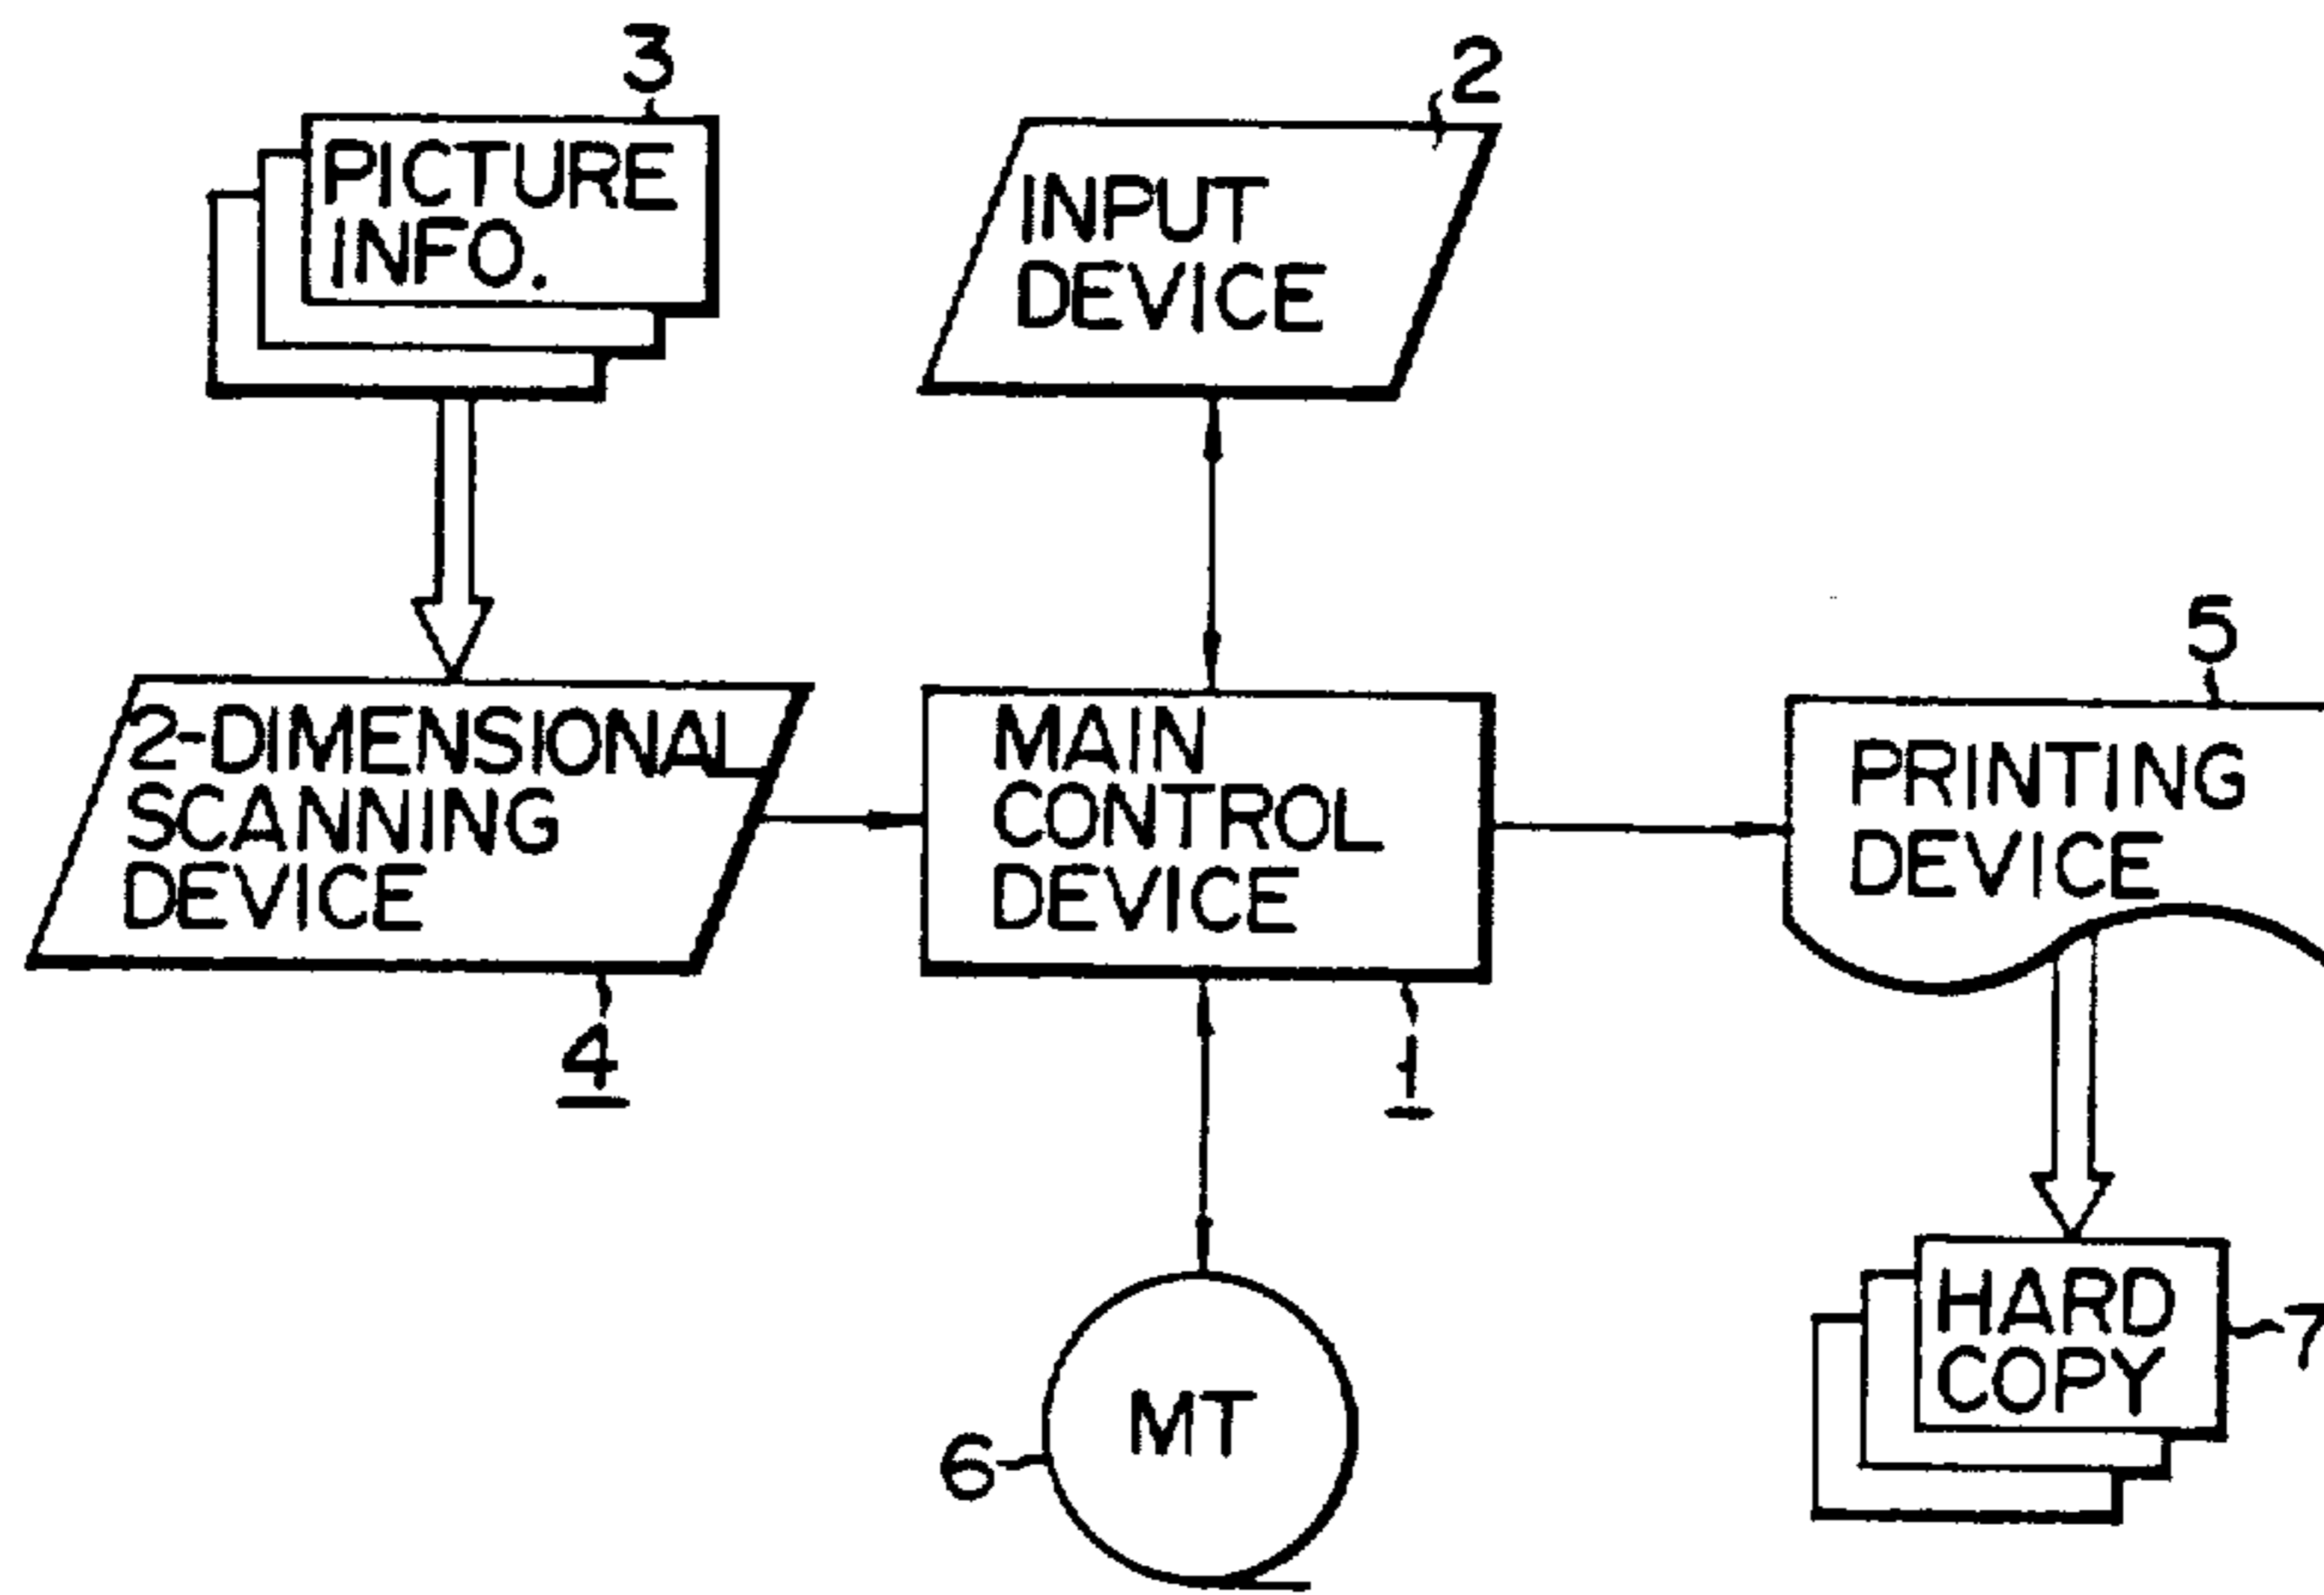 3
PICTURE
INFO.
2
INPUT
DEVICE
2-DIMENSIONAL
SCANNING
DEVICE
4
MAIN
CONTROL
DEVICE
1
5
PRINTING
DEVICE
MT
6
HARD
COPY
7